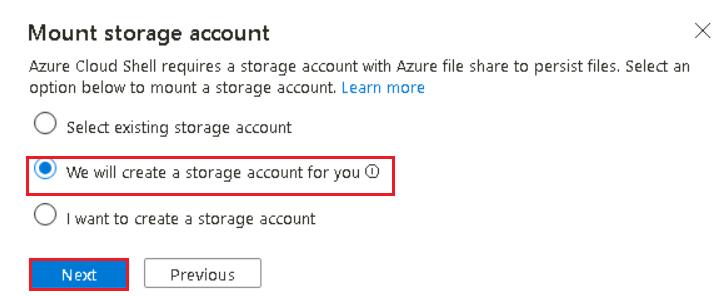 Mount storage account
Azure Cloud Shell requires a storage account with Azure file share to persist files. Select an
option below to mount a storage account. Learn more
Select existing storage account
We will create a storage account for you
I want to create a storage account
Next
Previous